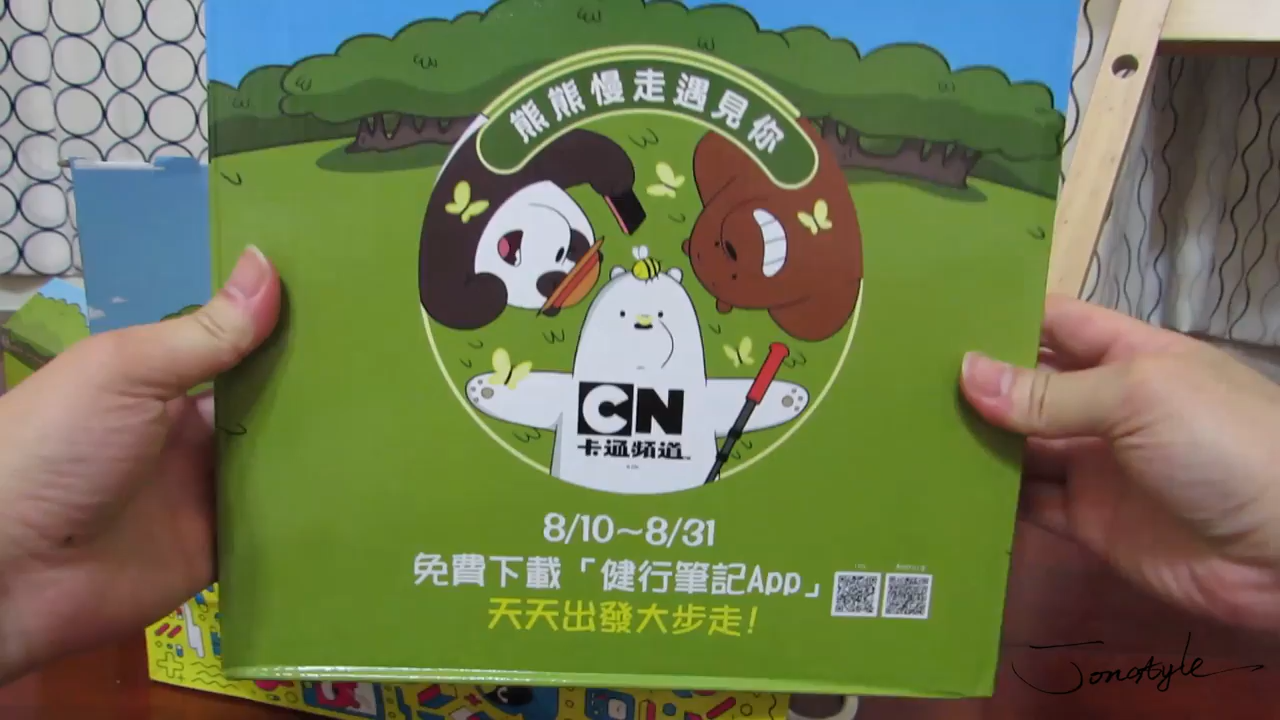 熊熊慢走遇見你
CN
卡通頻道
8/10~8/31
免費下載「健行筆記App」
天天出發大步走!
Jonostyle